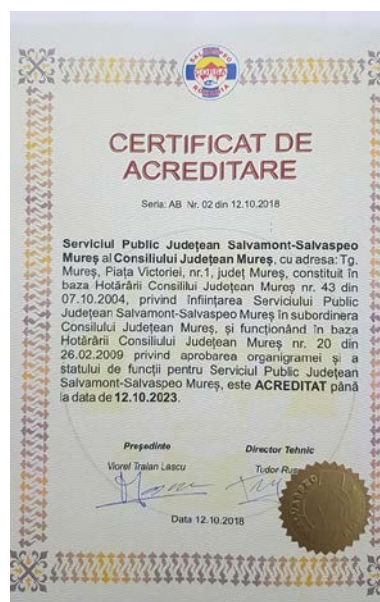 CERTIFICAT DE
ACREDITARE
Seria: AB Nr. 02 din 12.10.2018
Serviciul Public Județean Salvamont-Salvaspeo
Mureș al Consiliului Județean Mureș, cu adresa: Tg.
Mureș, Piața Victoriei, nr.1, județ Mureș, constituit în
baza Hotărârii Consililui Județean Mureș nr. 43 din
07.10.2004, privind înființarea Serviciului Public
Județean Salvamont-Salvaspeo Mureș în subordinera
Consilului Județean Mureș, și funcționând în baza
Hotărârii Consiliului Județean Mureș nr. 20 din
26.02.2009 privind aprobarea organigramei și a
statului de funcții pentru Serviciul Public Județean
Salvamont-Salvaspeo Mureș, este ACREDITAT până
la data de 12.10.2023.
Președinte Director Tehnic
Viorel Traian Lascu Tudor
Data 12.10.2018